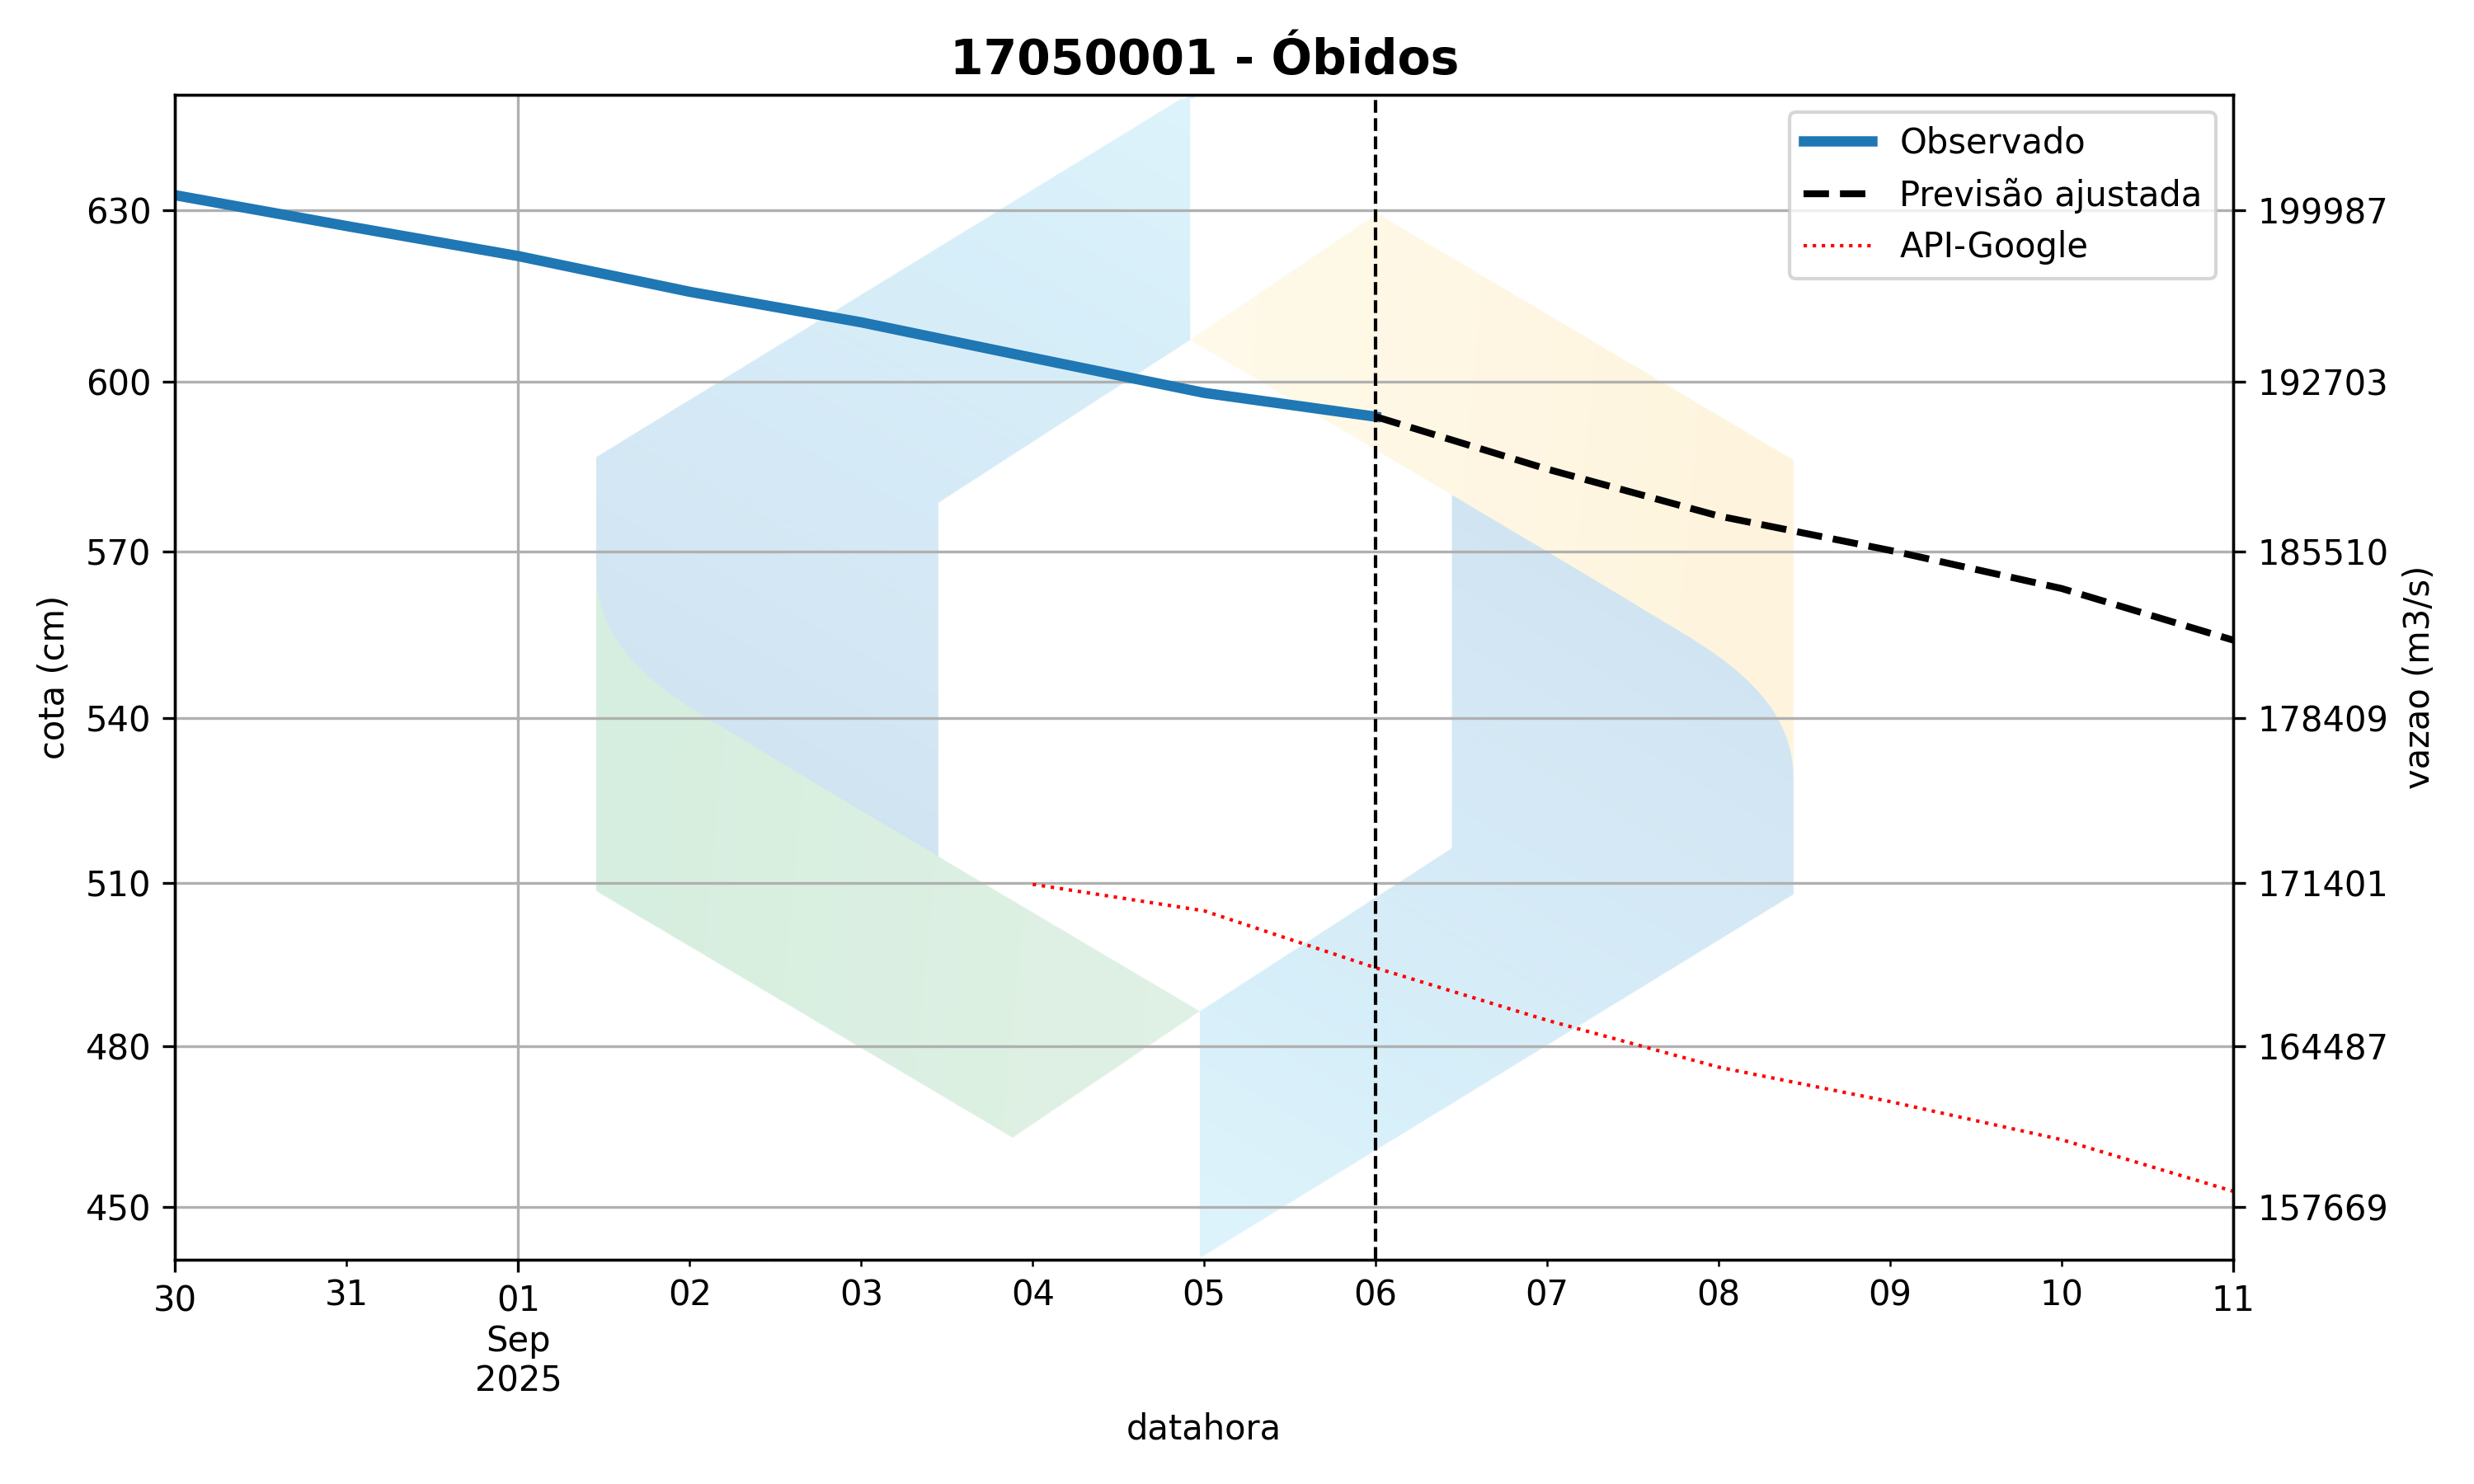 17050001 - Óbidos
Observado
Previsão ajustada
API-Google
630
600
570
540
510
480
450
cota (cm)
199987
192703
185510
178409
171401
164487
157669
vazao (m3/s)
30 31 01 02 03 04 05 06 07 08 09 10 11
Sep
2025
datahora